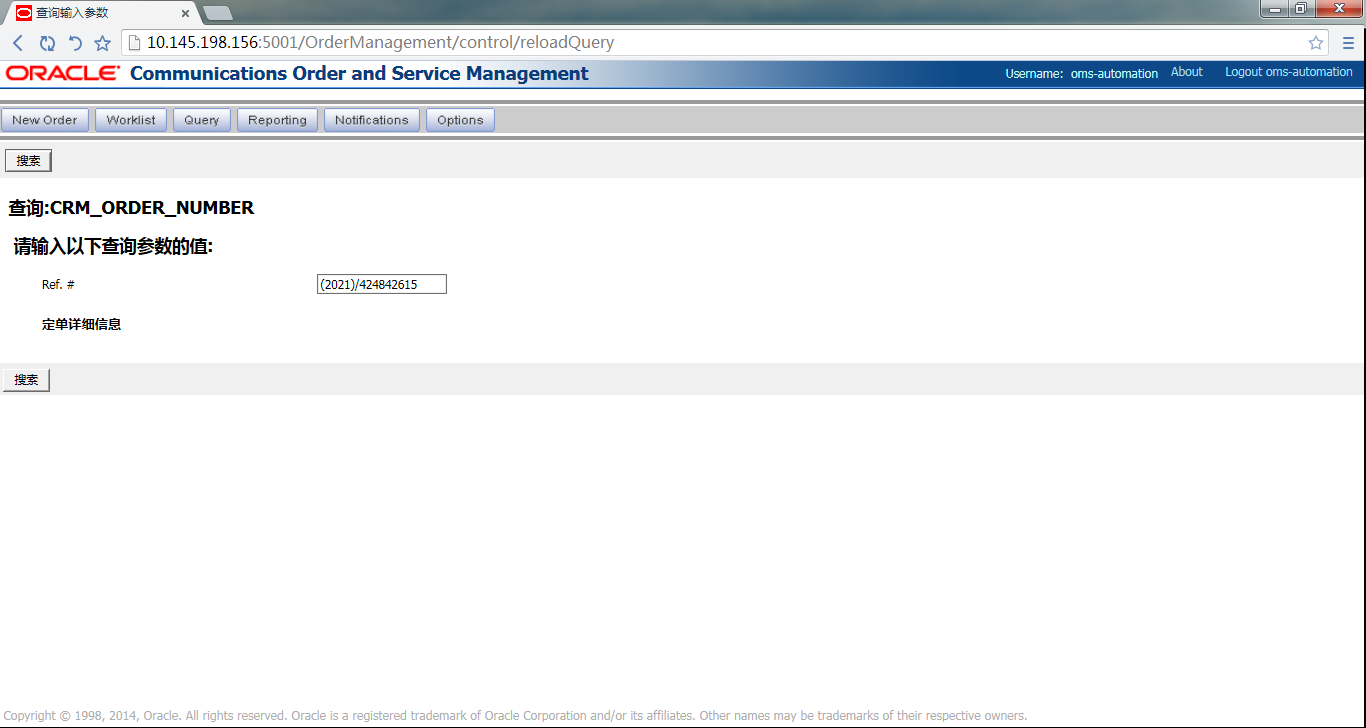 查询输入参数
10.145.198.156:5001/OrderManagement/control/reloadQuery
ORACLE Communications Order and Service Management Username: oms-automation About Logout oms-automation
New Order Worklist Query Reporting Notifications Options
搜索
查询:CRM_ORDER_NUMBER
请输入以下查询参数的值:
Ref. # (2021)/424842615
定单详细信息
搜索
Copyright © 1998, 2014, Oracle. All rights reserved. Oracle is a registered trademark of Oracle Corporation and/or its affiliates. Other names may be trademarks of their respective owners.